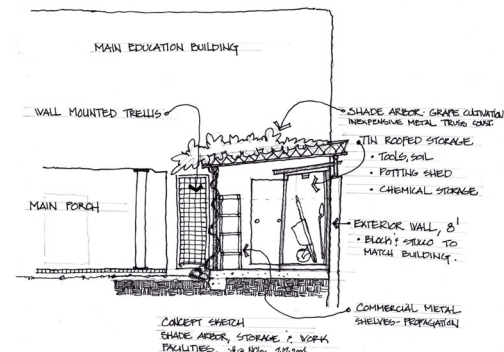 MAIN EDUCATION BUILDING
WALL MOUNTED TRELLIS
SHADE ARBOR - GRAPE CULTIVATION
INEXPENSIVE METAL TRUSS CONST.
TIN ROOFED STORAGE
• TOOLS, SOIL
• POTTING SHED
• CHEMICAL STORAGE
MAIN PORCH
EXTERIOR WALL, 8'
• BLOCK & STUCCO TO
MATCH BUILDING.
COMMERCIAL METAL
SHELVES - PROPAGATION
CONCEPT SKETCH
SHADE ARBOR, STORAGE & WORK
FACILITIES.